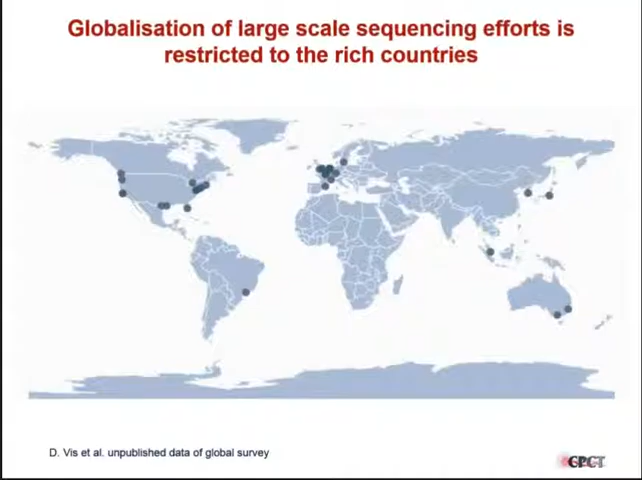 Globalisation of large scale sequencing efforts is
restricted to the rich countries
D. Vis et al. unpublished data of global survey
CPCT